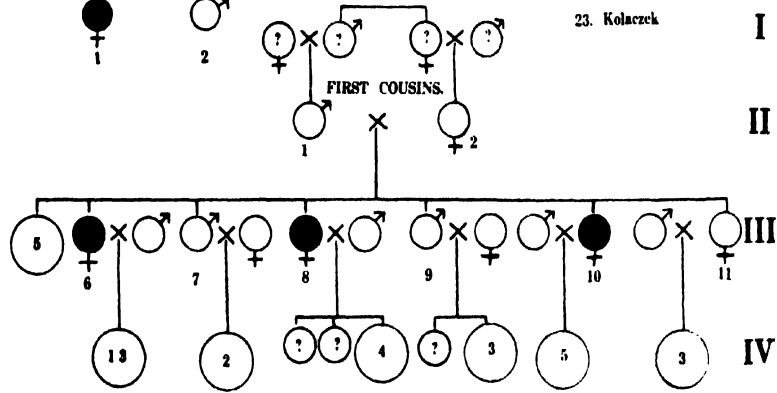 23. Kolaczek I
1 2
? ? ? ?
FIRST COUSINS.
1 2 II
5 III
6 7 8 9 10 11
13 2 ? ? 4 ? 3 5 3 IV